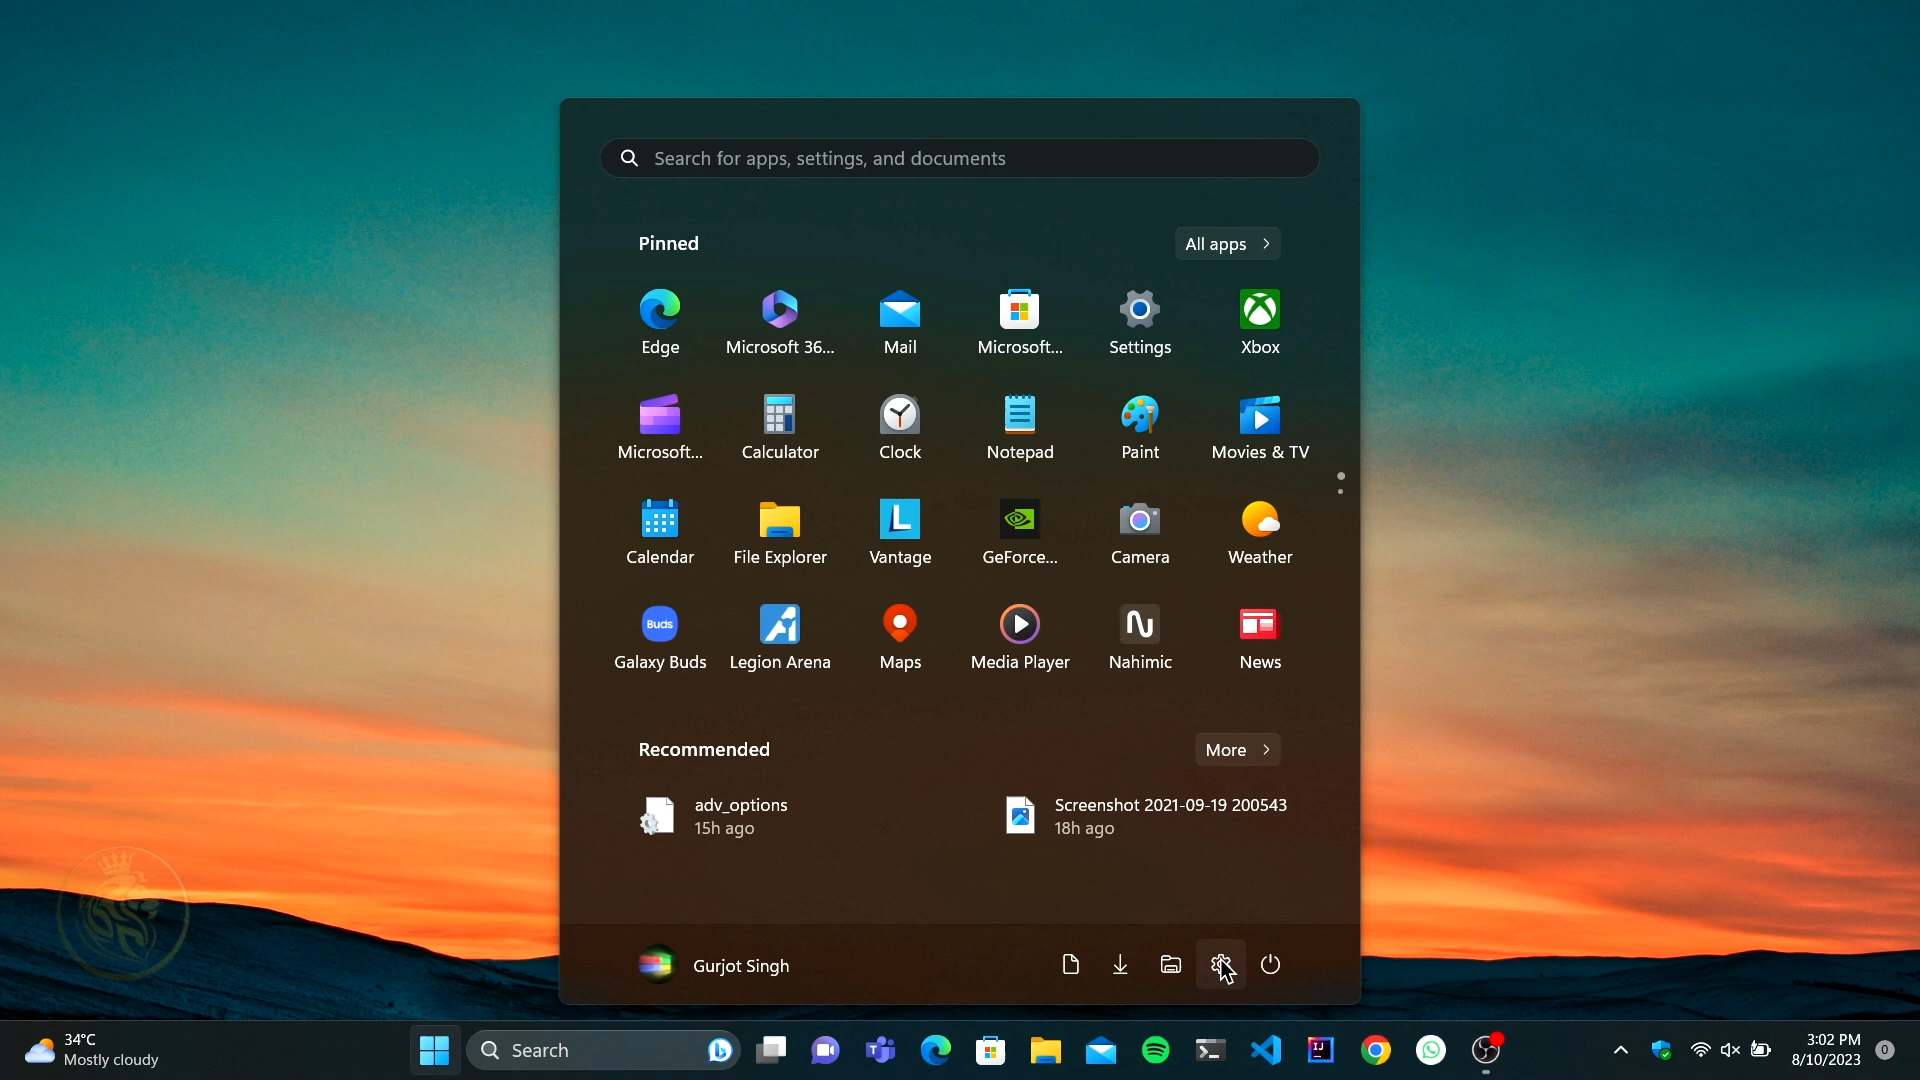 Search for apps, settings, and documents
Pinned
All apps
Edge
Microsoft 36...
Mail
Microsoft...
Settings
Xbox
Microsoft...
Calculator
Clock
Notepad
Paint
Movies & TV
Calendar
File Explorer
Vantage
GeForce...
Camera
Weather
Buds
Galaxy Buds
Legion Arena
Maps
Media Player
Nahimic
News
Recommended
More
adv_options
15h ago
Screenshot 2021-09-19 200543
18h ago
Gurjot Singh
34°C
Mostly cloudy
Search
3:02 PM
8/10/2023
0